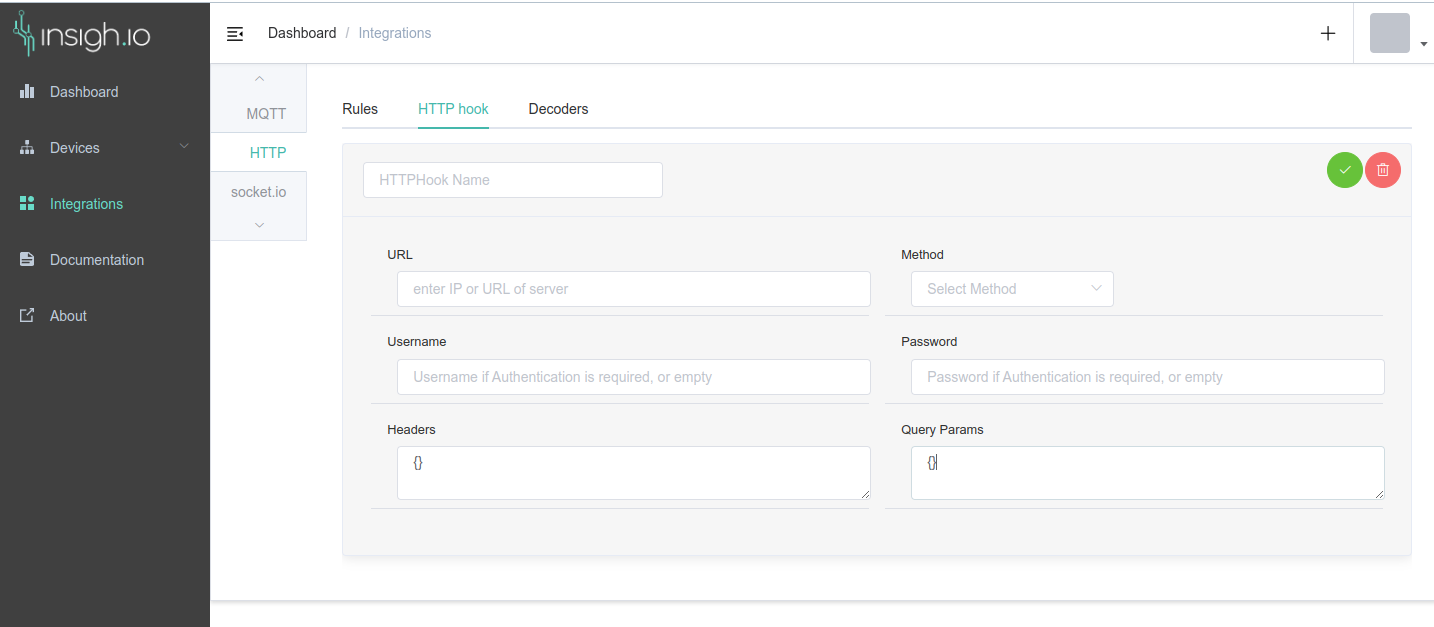 insigh.io
Dashboard / Integrations
Dashboard
Devices
Integrations
Documentation
About
MQTT
HTTP
socket.io
Rules HTTP hook Decoders
HTTPHook Name
URL Method
enter IP or URL of server Select Method
Username Password
Username if Authentication is required, or empty Password if Authentication is required, or empty
Headers Query Params
{} {}